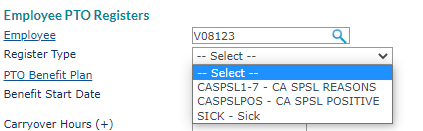 Employee PTO Registers
Employee V08123
Register Type -- Select --
-- Select --
PTO Benefit Plan CASPSL1-7 - CA SPSL REASONS
Benefit Start Date CASPSLPOS - CA SPSL POSITIVE
SICK - Sick
Carryover Hours (+)